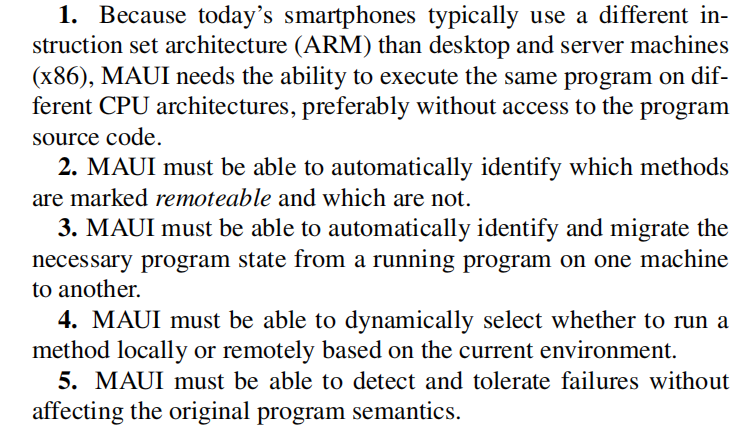 1. Because today’s smartphones typically use a different in-
struction set architecture (ARM) than desktop and server machines
(x86), MAUI needs the ability to execute the same program on dif-
ferent CPU architectures, preferably without access to the program
source code.
2. MAUI must be able to automatically identify which methods
are marked remoteable and which are not.
3. MAUI must be able to automatically identify and migrate the
necessary program state from a running program on one machine
to another.
4. MAUI must be able to dynamically select whether to run a
method locally or remotely based on the current environment.
5. MAUI must be able to detect and tolerate failures without
affecting the original program semantics.